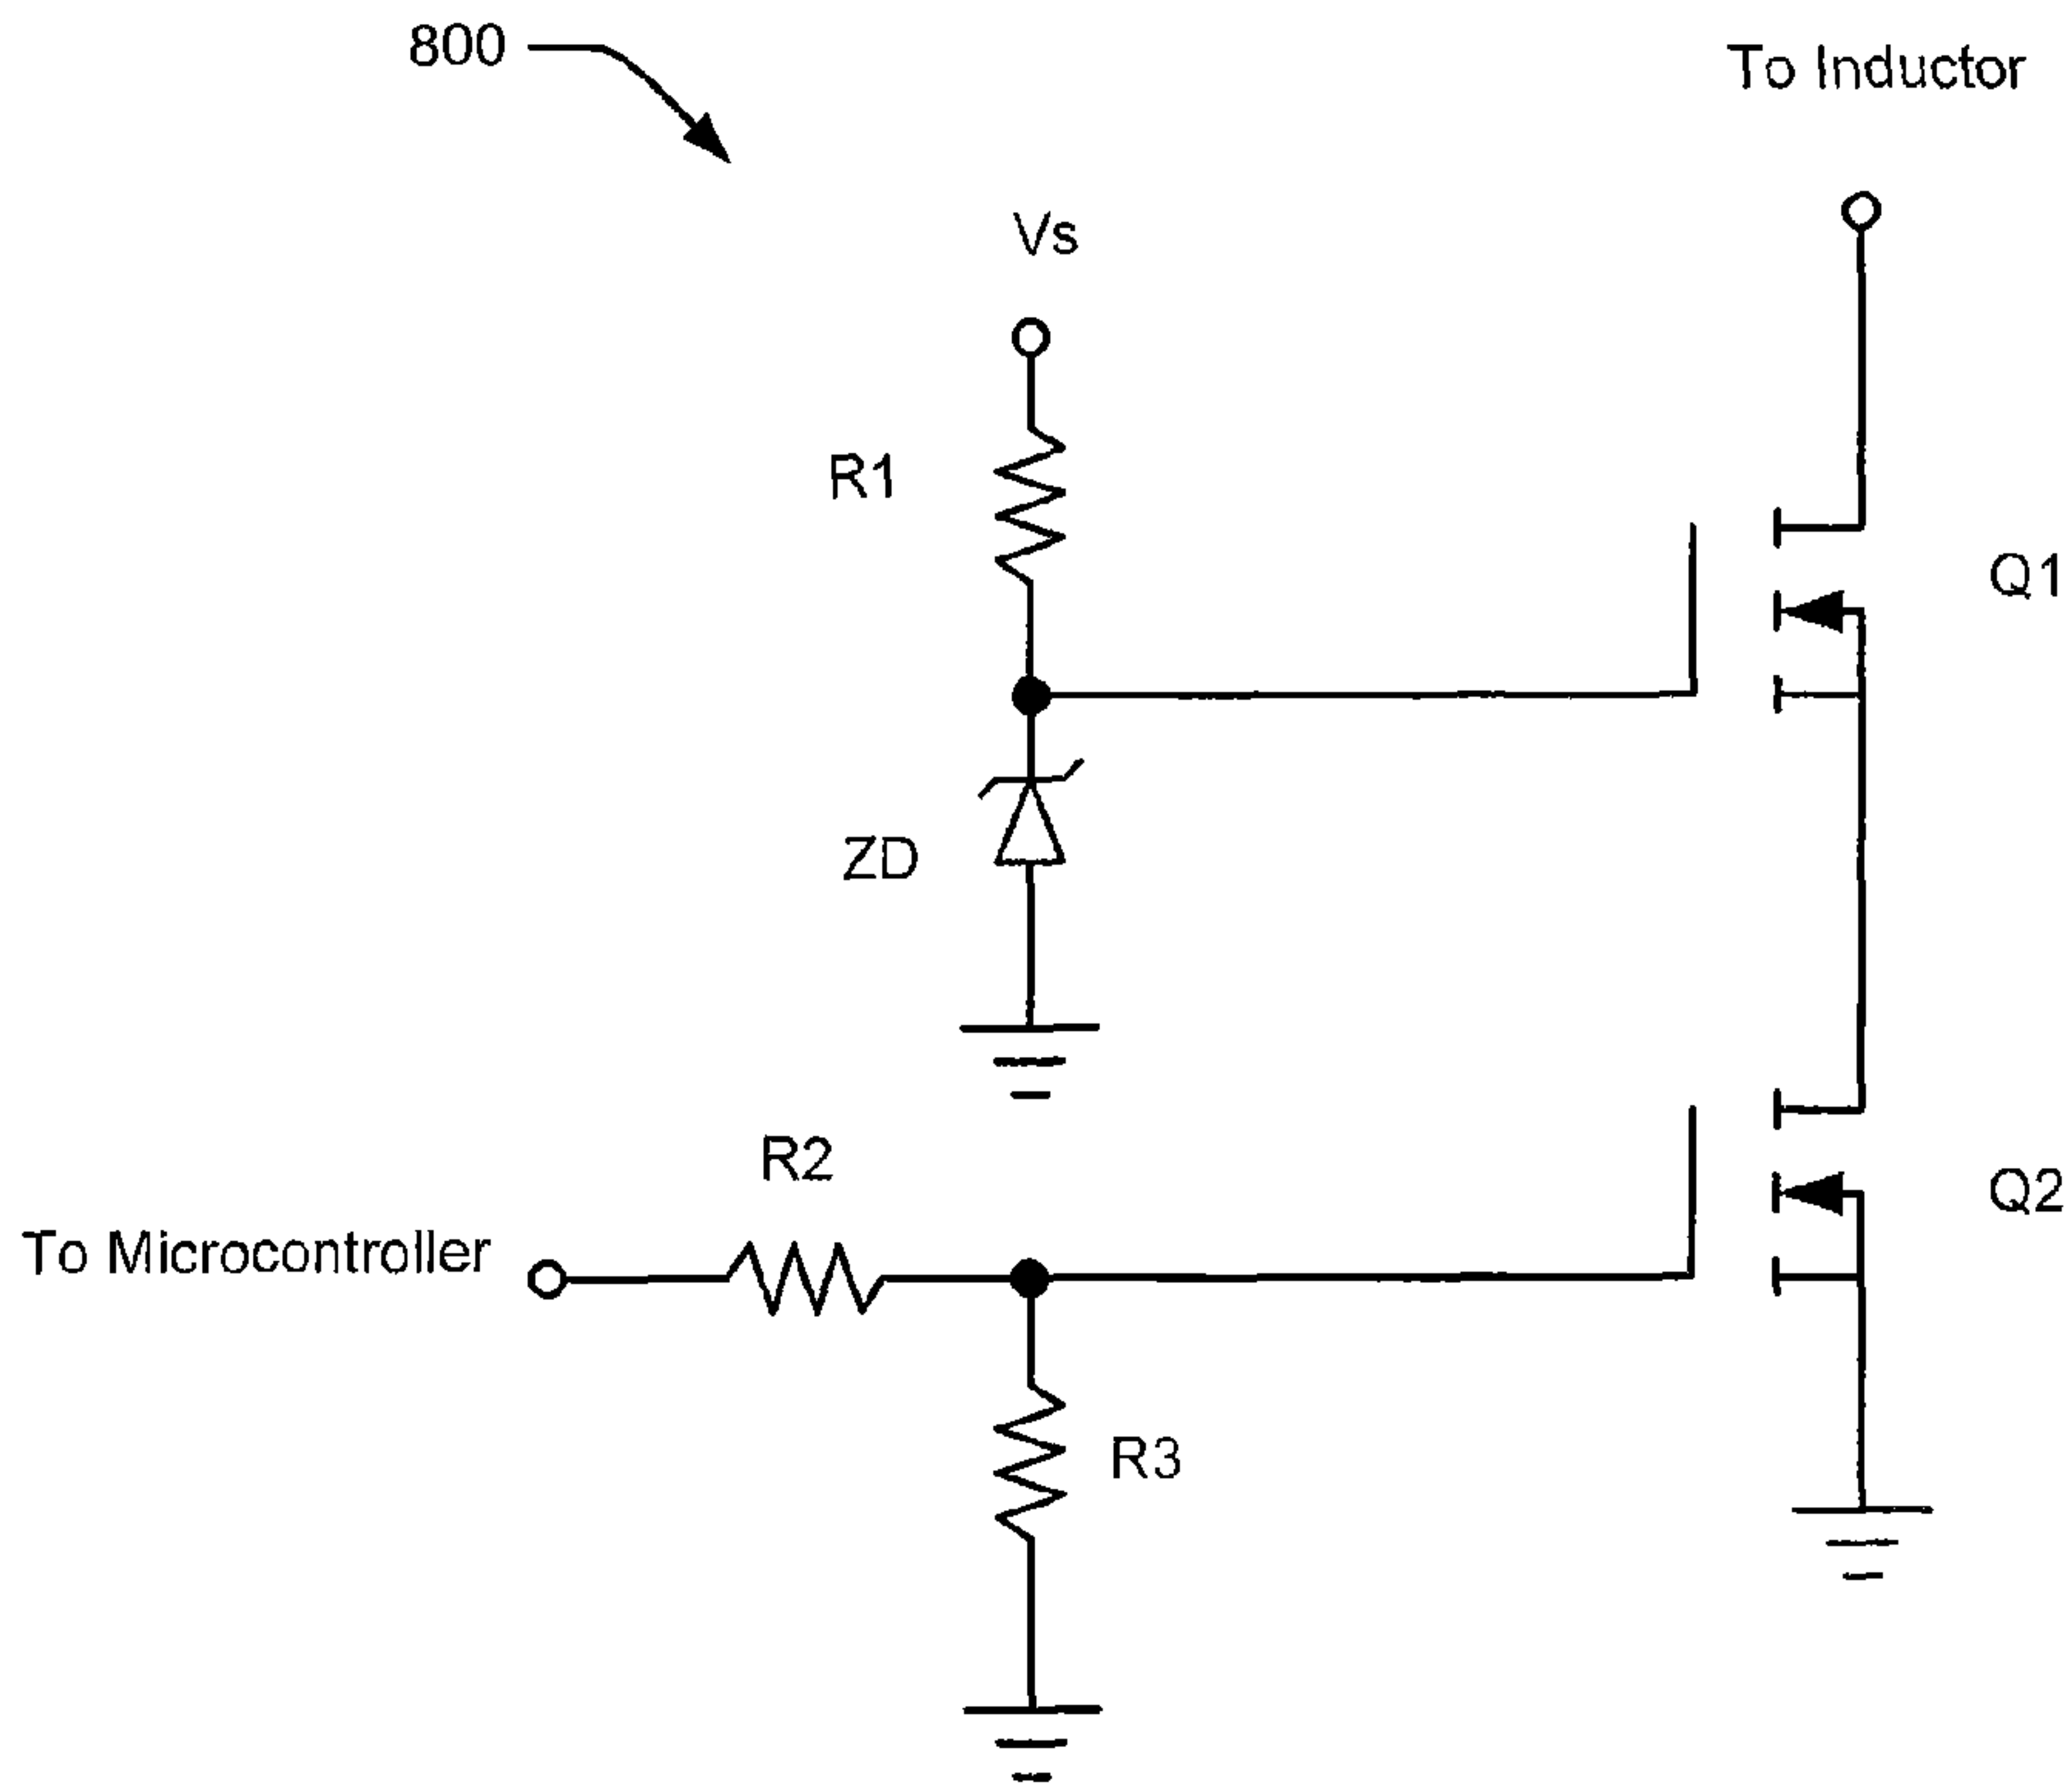 800
To Inductor
Vs
R1
Q1
ZD
R2
Q2
To Microcontroller
R3